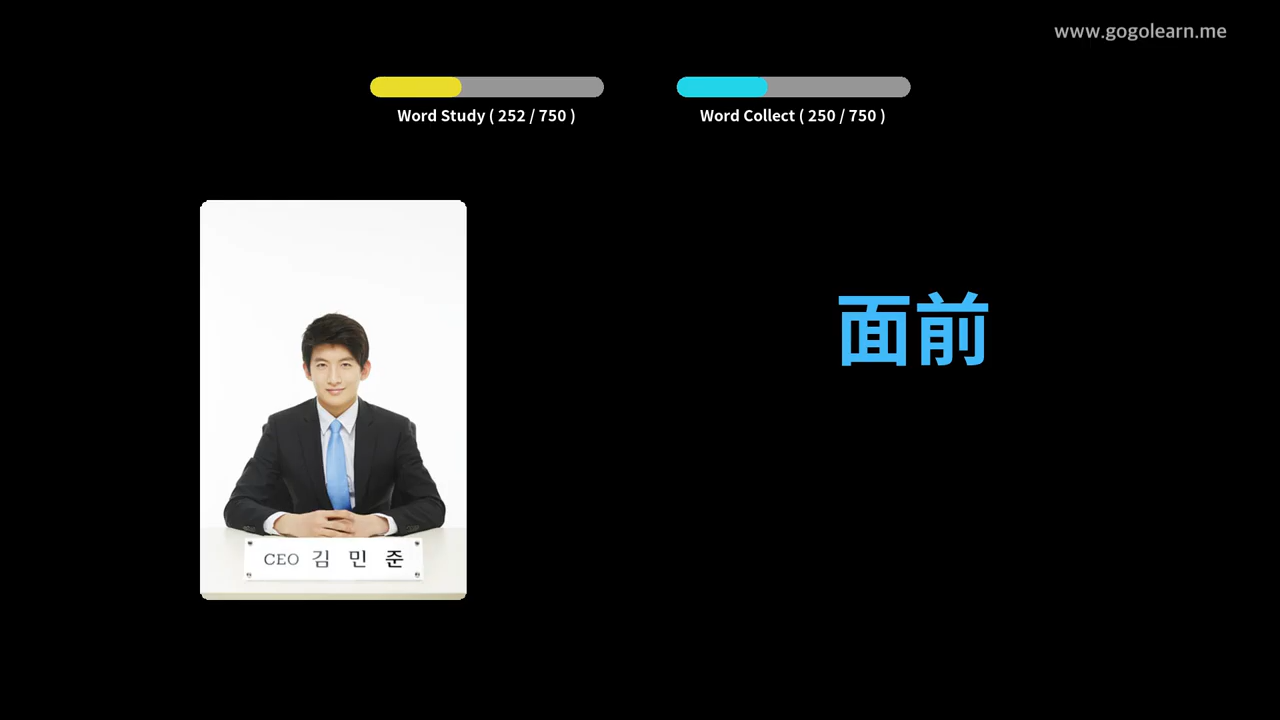 www.gogolearn.me
Word Study ( 252 / 750 )
Word Collect ( 250 / 750 )
面前
CEO 김 민 준